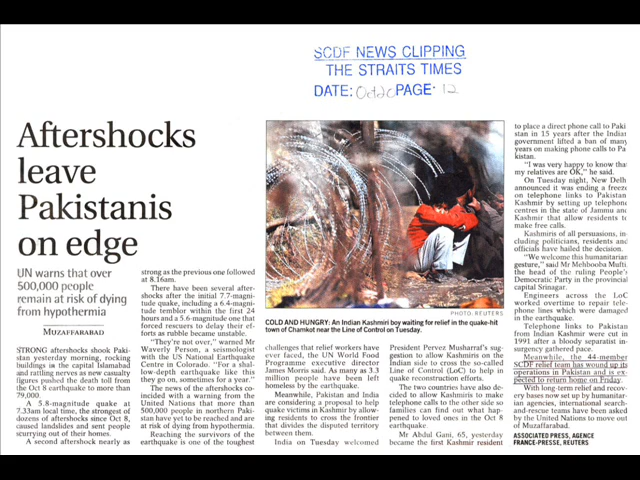 SCDF NEWS CLIPPING
THE STRAITS TIMES
DATE: Oct20 PAGE: 12
Aftershocks
leave
Pakistanis
on edge
UN warns that over
500,000 people
remain at risk of dying
from hypothermia
MUZAFFARABAD
STRONG aftershocks shook Paki-
stan yesterday morning, rocking
buildings in the capital Islamabad
and rattling nerves as new casualty
figures pushed the death toll from
the Oct 8 earthquake to more than
79,000.
A 5.8-magnitude quake at
7.33am local time, the strongest of
dozens of aftershocks since Oct 8,
caused landslides and sent people
scurrying out of their homes.
A second aftershock nearly as
strong as the previous one followed
at 8.16am.
There have been several after-
shocks after the initial 7.7-magni-
tude quake, including a 6.4-magni-
tude temblor within the first 24
hours and a 5.6-magnitude one that
forced rescuers to delay their ef-
forts as rubble became unstable.
"They're not over," warned Mr
Waverly Person, a seismologist
with the US National Earthquake
Centre in Colorado. "For a shal-
low-depth earthquake like this
they go on, sometimes for a year."
The news of the aftershocks co-
incided with a warning from the
United Nations that more than
500,000 people in northern Paki-
stan have yet to be reached and are
at risk of dying from hypothermia.
Reaching the survivors of the
earthquake is one of the toughest
PHOTO: REUTERS
COLD AND HUNGRY: An Indian Kashmiri boy waiting for relief in the quake-hit
town of Chamkot near the Line of Control on Tuesday.
challenges that relief workers have
ever faced, the UN World Food
Programme executive director
James Morris said. As many as 3.3
million people have been left
homeless by the earthquake.
Meanwhile, Pakistan and India
are considering a proposal to help
quake victims in Kashmir by allow-
ing residents to cross the frontier
that divides the disputed territory
between them.
India on Tuesday welcomed
President Pervez Musharraf's sug-
gestion to allow Kashmiris on the
Indian side to cross the so-called
Line of Control (LoC) to help in
quake reconstruction efforts.
The two countries have also de-
cided to allow Kashmiris to make
telephone calls to the other side so
families can find out what hap-
pened to loved ones in the Oct 8
earthquake.
Mr Abdul Gani, 65, yesterday
became the first Kashmir resident
to place a direct phone call to Paki-
stan in 15 years after the Indian
government lifted a ban of many
years on making phone calls to Pa-
kistan.
"I was very happy to know that
my relatives are OK," he said.
On Tuesday night, New Delhi
announced it was ending a freeze
on telephone links to Pakistani
Kashmir by setting up telephone
centres in the state of Jammu and
Kashmir that allow residents to
make free calls.
Kashmiris of all persuasions, in-
cluding politicians, residents and
officials have hailed the decision.
"We welcome this humanitarian
gesture," said Mr Mehbooba Mufti,
the head of the ruling People's
Democratic Party in the provincial
capital Srinagar.
Engineers across the LoC
worked overtime to repair tele-
phone lines which were damaged
in the earthquake.
Telephone links to Pakistan
from Indian Kashmir were cut in
1991 after a bloody separatist in-
surgency gathered pace.
Meanwhile, the 44-member
SCDF relief team has wound up its
operations in Pakistan and is ex-
pected to return home on Friday.
With long-term relief and recov-
ery bases now set up by humanitar-
ian agencies, international search-
and-rescue teams have been asked
by the United Nations to move out
of Muzaffarabad.
ASSOCIATED PRESS, AGENCE
FRANCE-PRESSE, REUTERS